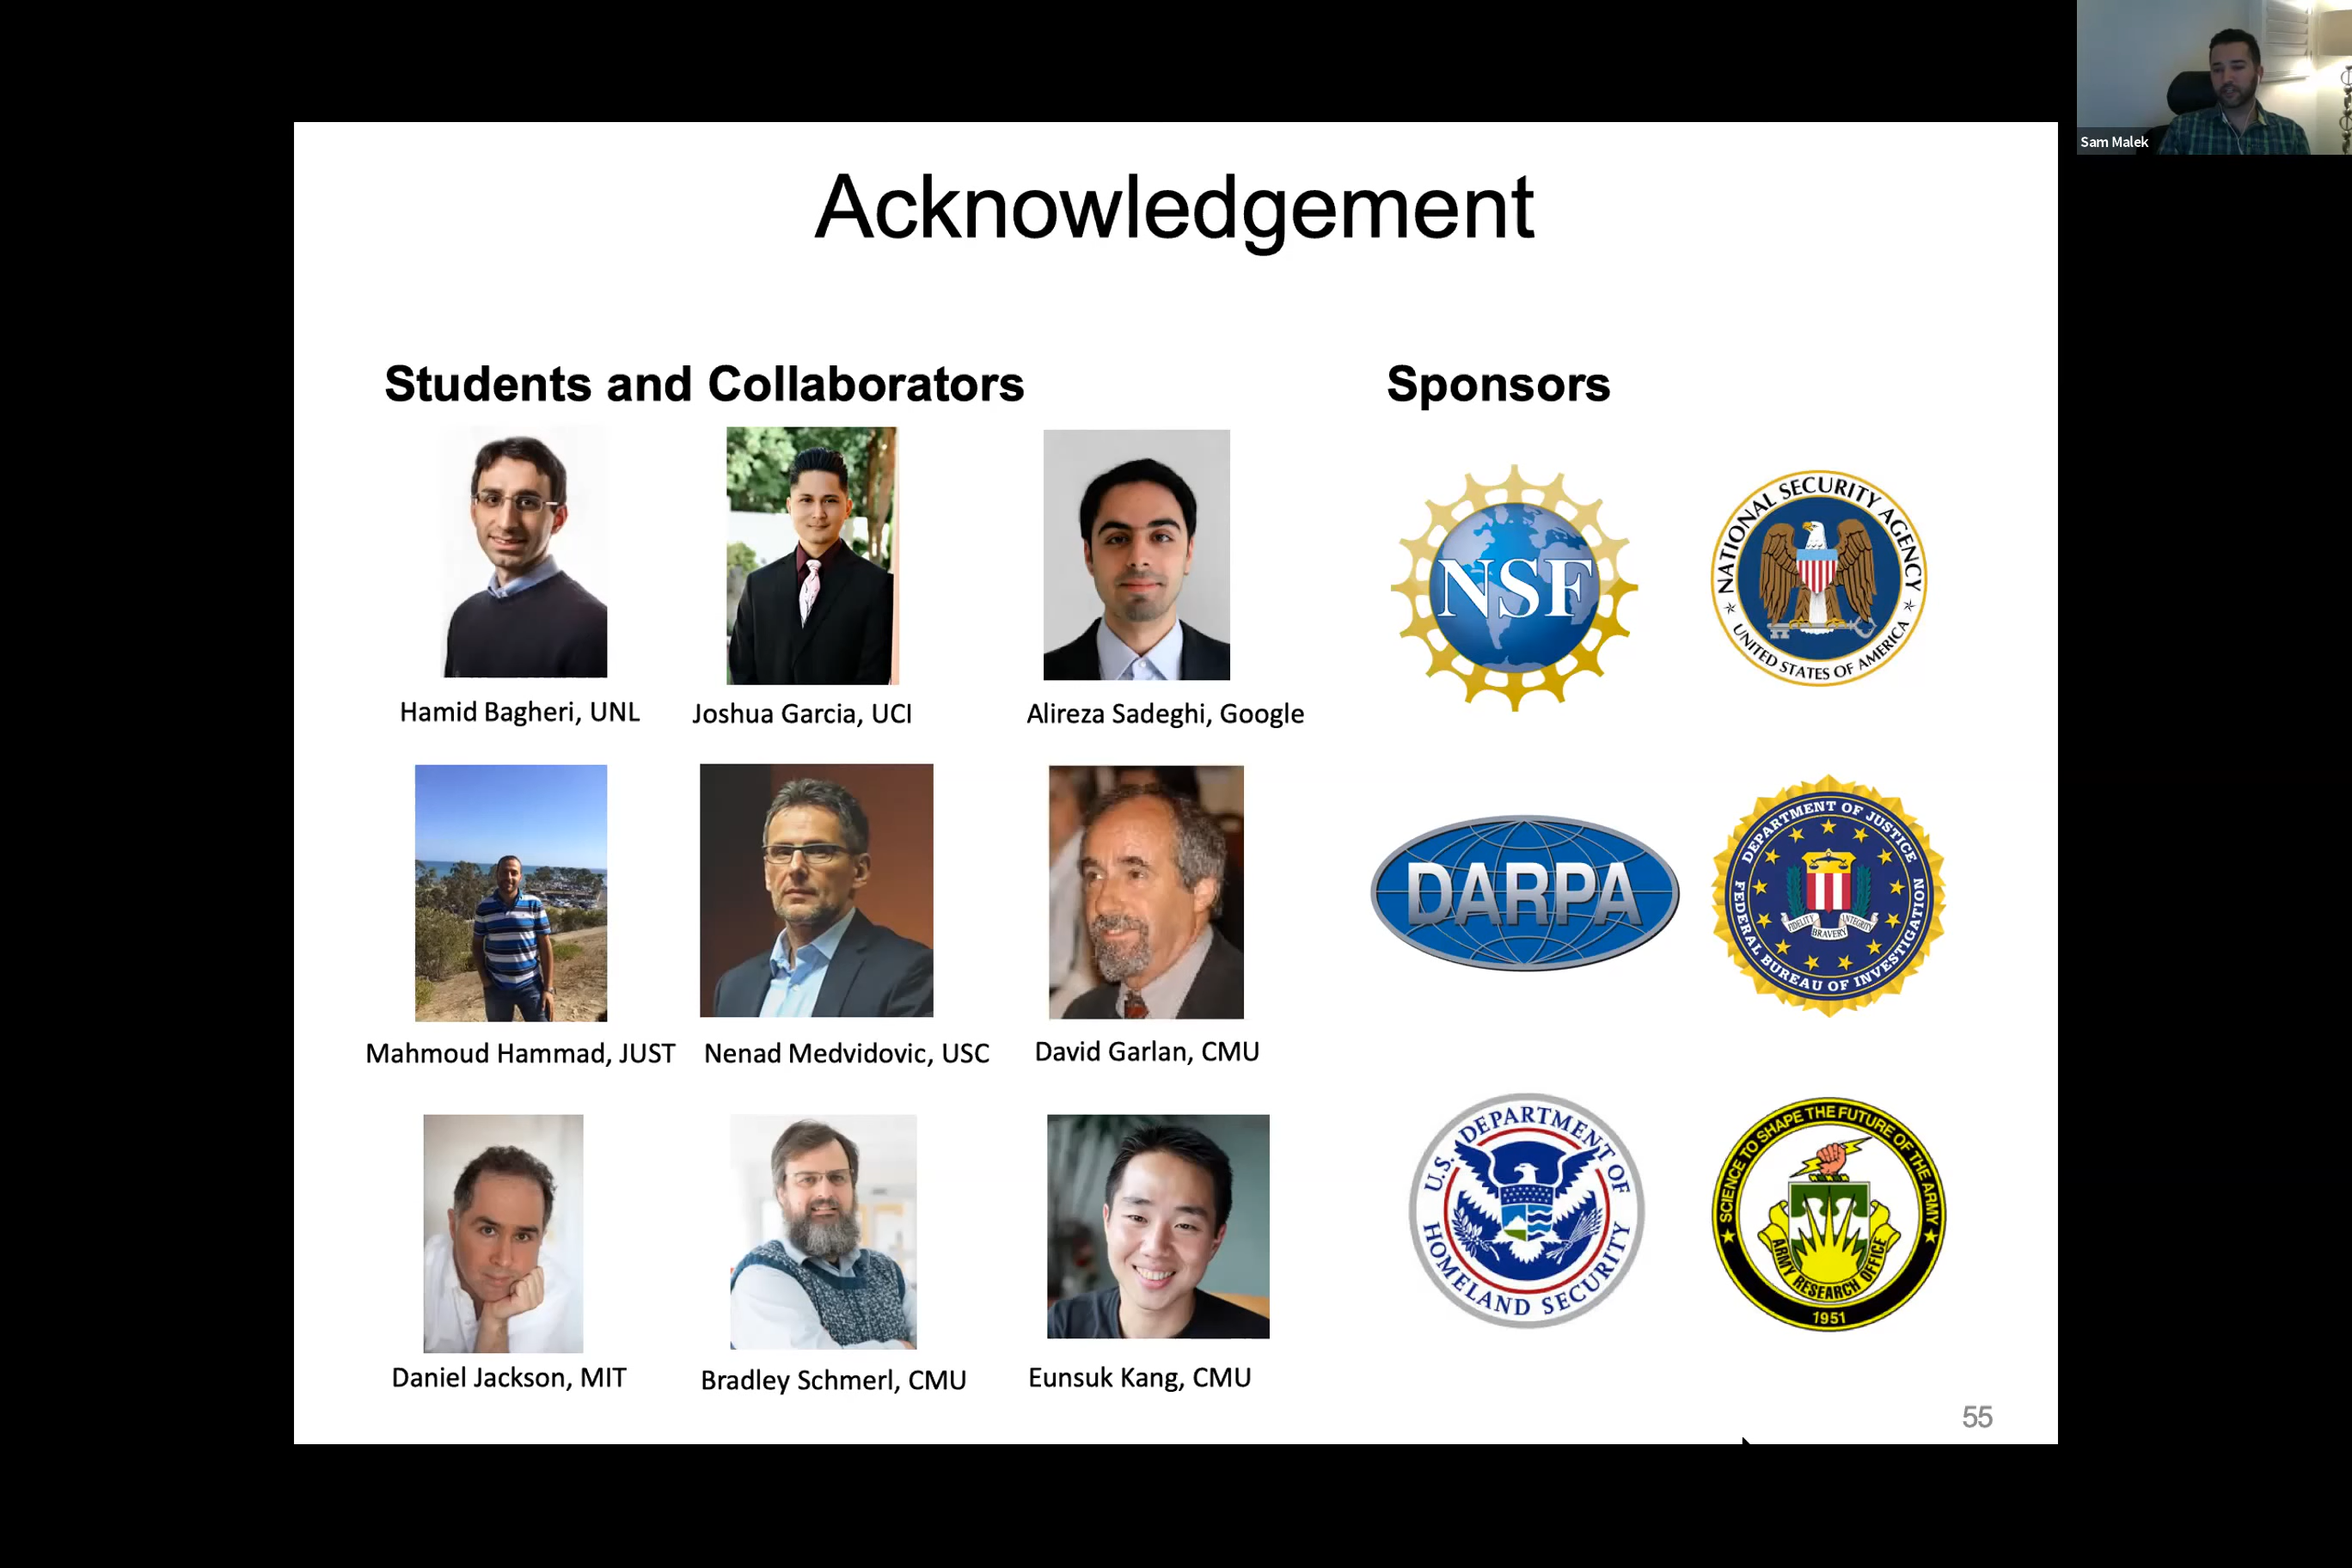 Sam Malek
Acknowledgement
Students and Collaborators
Sponsors
Hamid Bagheri, UNL
Joshua Garcia, UCI
Alireza Sadeghi, Google
Mahmoud Hammad, JUST
Nenad Medvidovic, USC
David Garlan, CMU
Daniel Jackson, MIT
Bradley Schmerl, CMU
Eunsuk Kang, CMU
NSF
NATIONAL SECURITY AGENCY
UNITED STATES OF AMERICA
DARPA
DEPARTMENT OF JUSTICE
FIDELITY
BRAVERY
INTEGRITY
FEDERAL BUREAU OF INVESTIGATION
U.S. DEPARTMENT OF
HOMELAND SECURITY
SCIENCE TO SHAPE THE FUTURE OF THE ARMY
ARMY RESEARCH OFFICE
1951
55